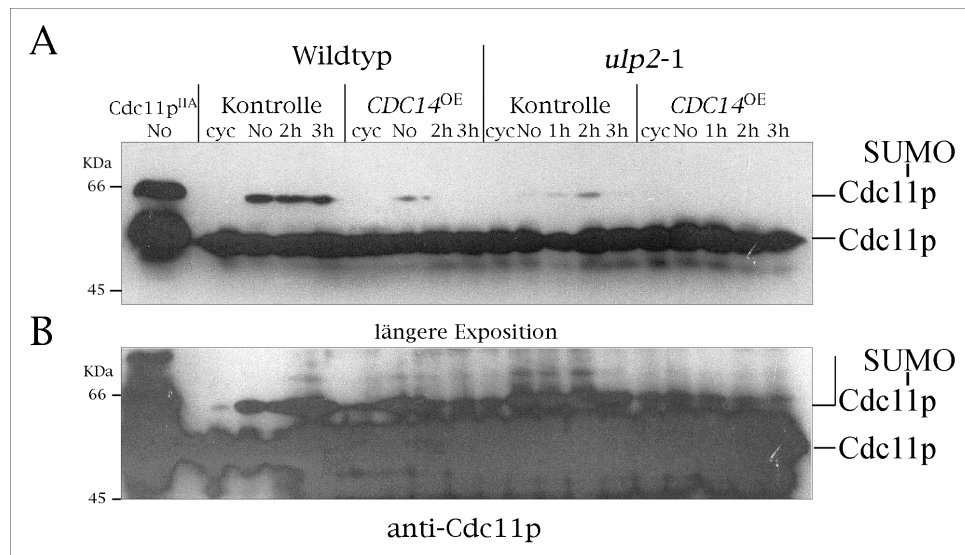 A
Wildtyp ulp2-1
Cdc11pᴴᴬ Kontrolle CDC14ᴼᴱ Kontrolle CDC14ᴼᴱ
No cyc No 2h 3h cyc No 2h 3h cyc No 1h 2h 3h cyc No 1h 2h 3h
KDa
SUMO
66 Cdc11p
Cdc11p
45
B
längere Exposition
KDa
SUMO
66 Cdc11p
Cdc11p
45
anti-Cdc11p